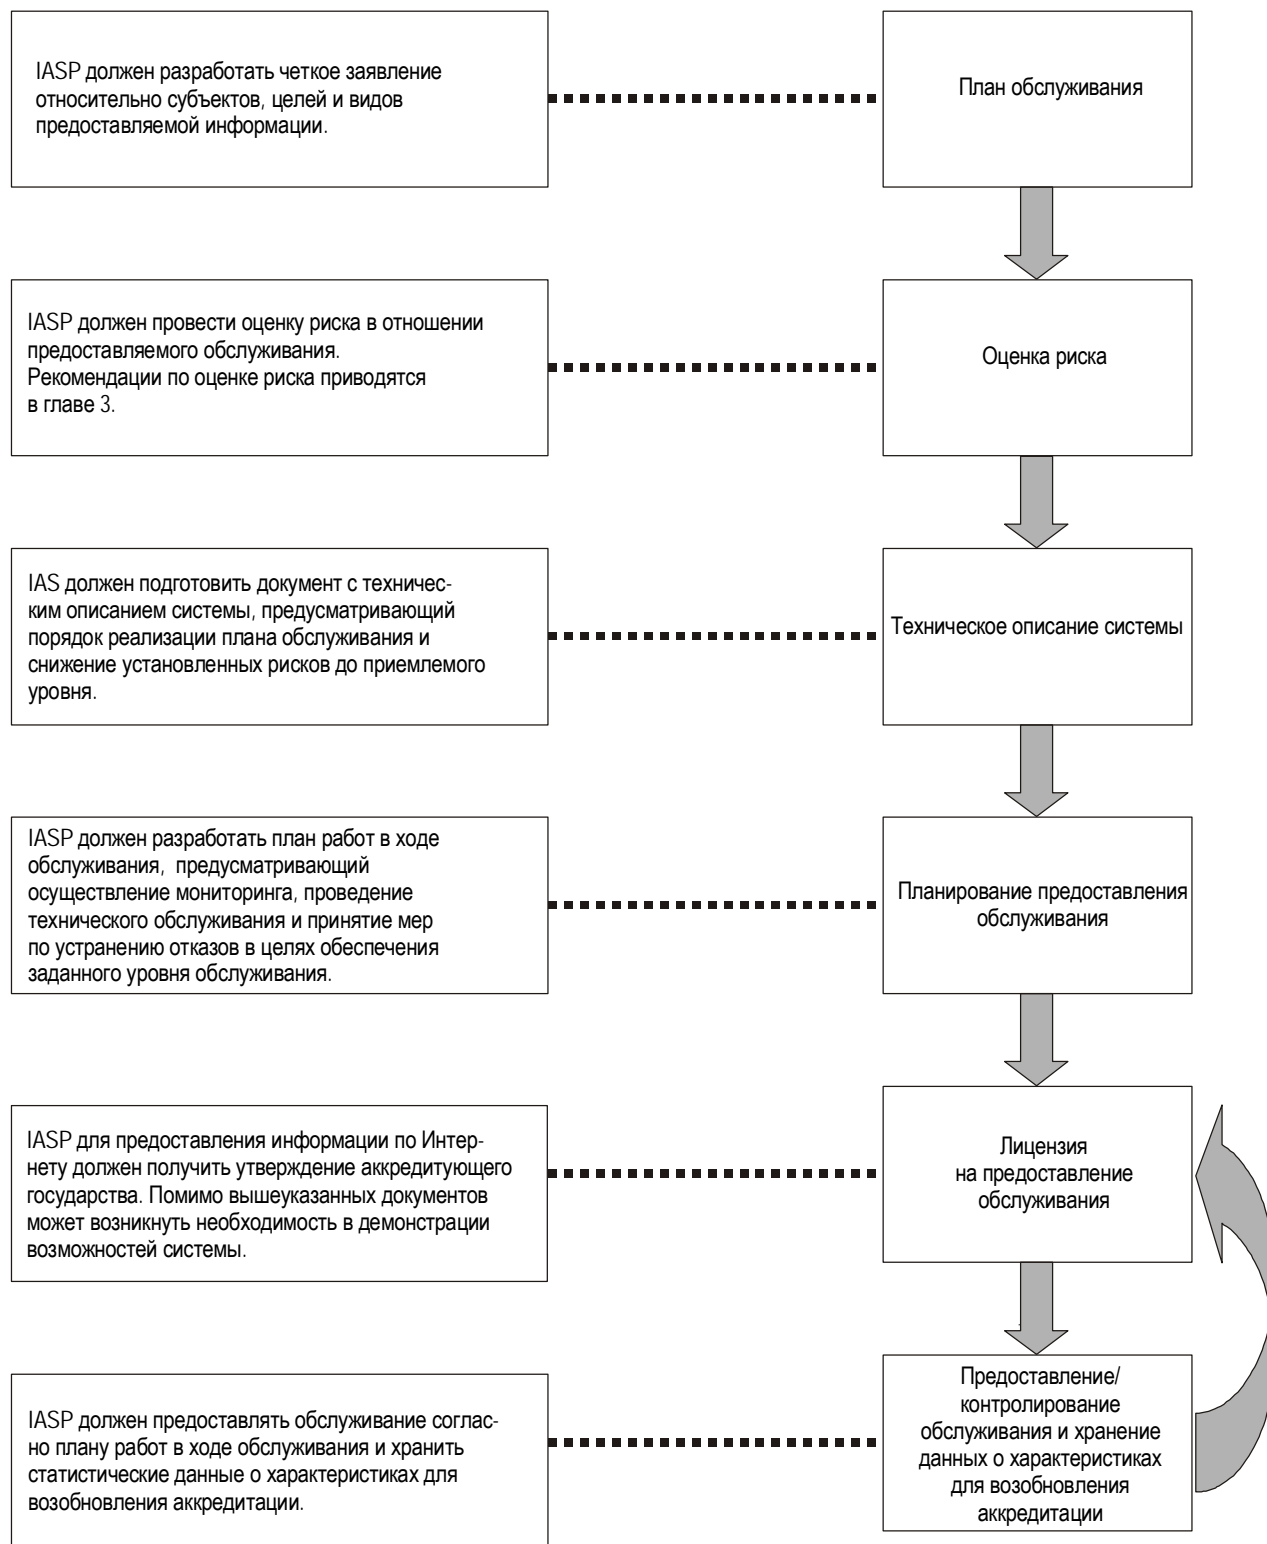 IASP должен разработать четкое заявление
относительно субъектов, целей и видов
предоставляемой информации.
План обслуживания
IASP должен провести оценку риска в отношении
предоставляемого обслуживания.
Рекомендации по оценке риска приводятся
в главе 3.
Оценка риска
IAS должен подготовить документ с техничес-
ким описанием системы, предусматривающий
порядок реализации плана обслуживания и
снижение установленных рисков до приемлемого
уровня.
Техническое описание системы
IASP должен разработать план работ в ходе
обслуживания, предусматривающий
осуществление мониторинга, проведение
технического обслуживания и принятие мер
по устранению отказов в целях обеспечения
заданного уровня обслуживания.
Планирование предоставления
обслуживания
IASP для предоставления информации по Интер-
нету должен получить утверждение аккредитующего
государства. Помимо вышеуказанных документов
может возникнуть необходимость в демонстрации
возможностей системы.
Лицензия
на предоставление
обслуживания
IASP должен предоставлять обслуживание соглас-
но плану работ в ходе обслуживания и хранить
статистические данные о характеристиках для
возобновления аккредитации.
Предоставление/
контролирование
обслуживания и хранение
данных о характеристиках
для возобновления
аккредитации